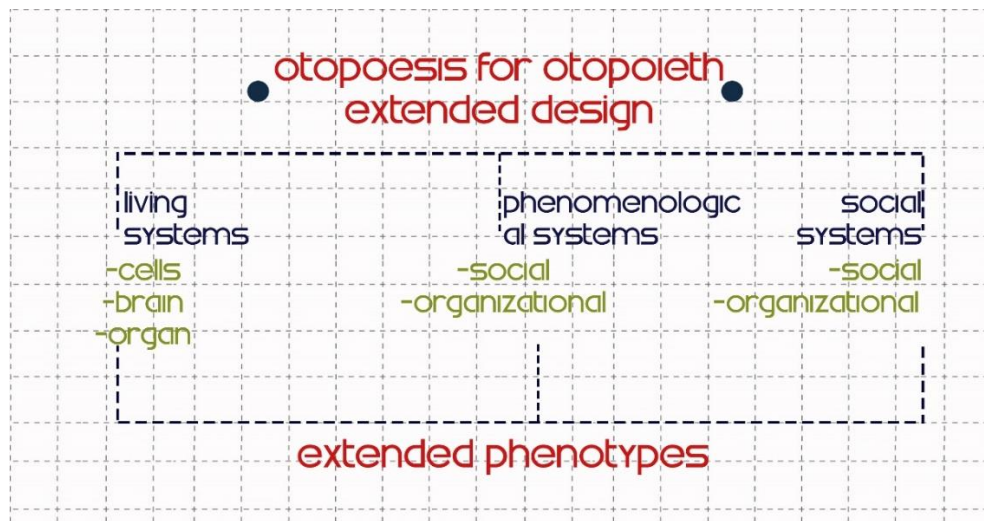 otopoesis for otopoieth
extended design
living
systems
-cells
-brain
-organ
phenomenologic
al systems
-social
-organizational
social
systems
-social
-organizational
extended phenotypes